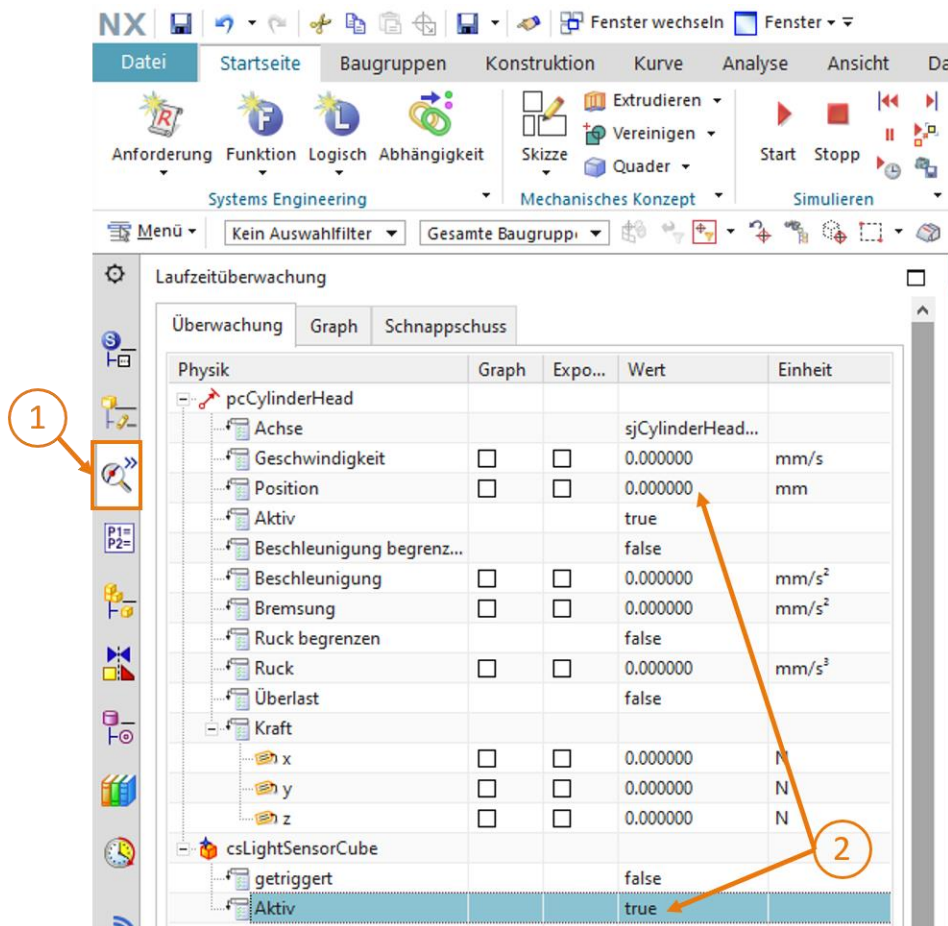 NX Fenster wechseln Fenster
Datei Startseite Baugruppen Konstruktion Kurve Analyse Ansicht Da
Extrudieren
Vereinigen
Anforderung Funktion Logisch Abhängigkeit Skizze Quader Start Stopp
Systems Engineering Mechanisches Konzept Simulieren
Menü Kein Auswahlfilter Gesamte Baugrupp
Laufzeitüberwachung
Überwachung Graph Schnappschuss
Physik Graph Expo... Wert Einheit
pcCylinderHead
1
Achse sjCylinderHead...
Geschwindigkeit 0.000000 mm/s
Position 0.000000 mm
Aktiv true
P1=
P2=
Beschleunigung begrenz... false
Beschleunigung 0.000000 mm/s²
Bremsung 0.000000 mm/s²
Ruck begrenzen false
Ruck 0.000000 mm/s³
Überlast false
Kraft
x 0.000000 N
y 0.000000 N
z 0.000000 N
csLightSensorCube
2
getriggert false
Aktiv true